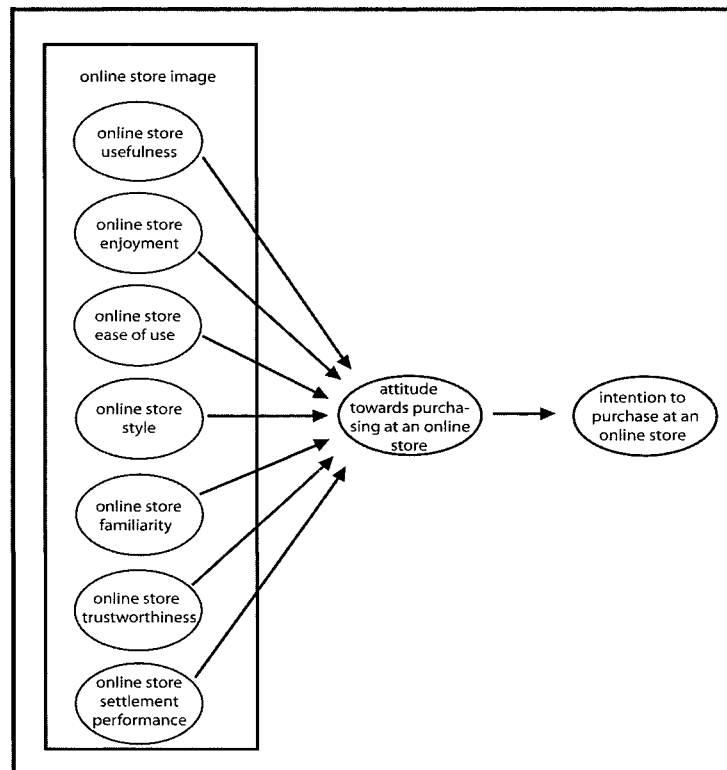 online store image
online store
usefulness
online store
enjoyment
online store
ease of use
online store
style
online store
familiarity
online store
trustworthiness
online store
settlement
performance
attitude
towards purcha-
sing at an online
store
intention to
purchase at an
online store